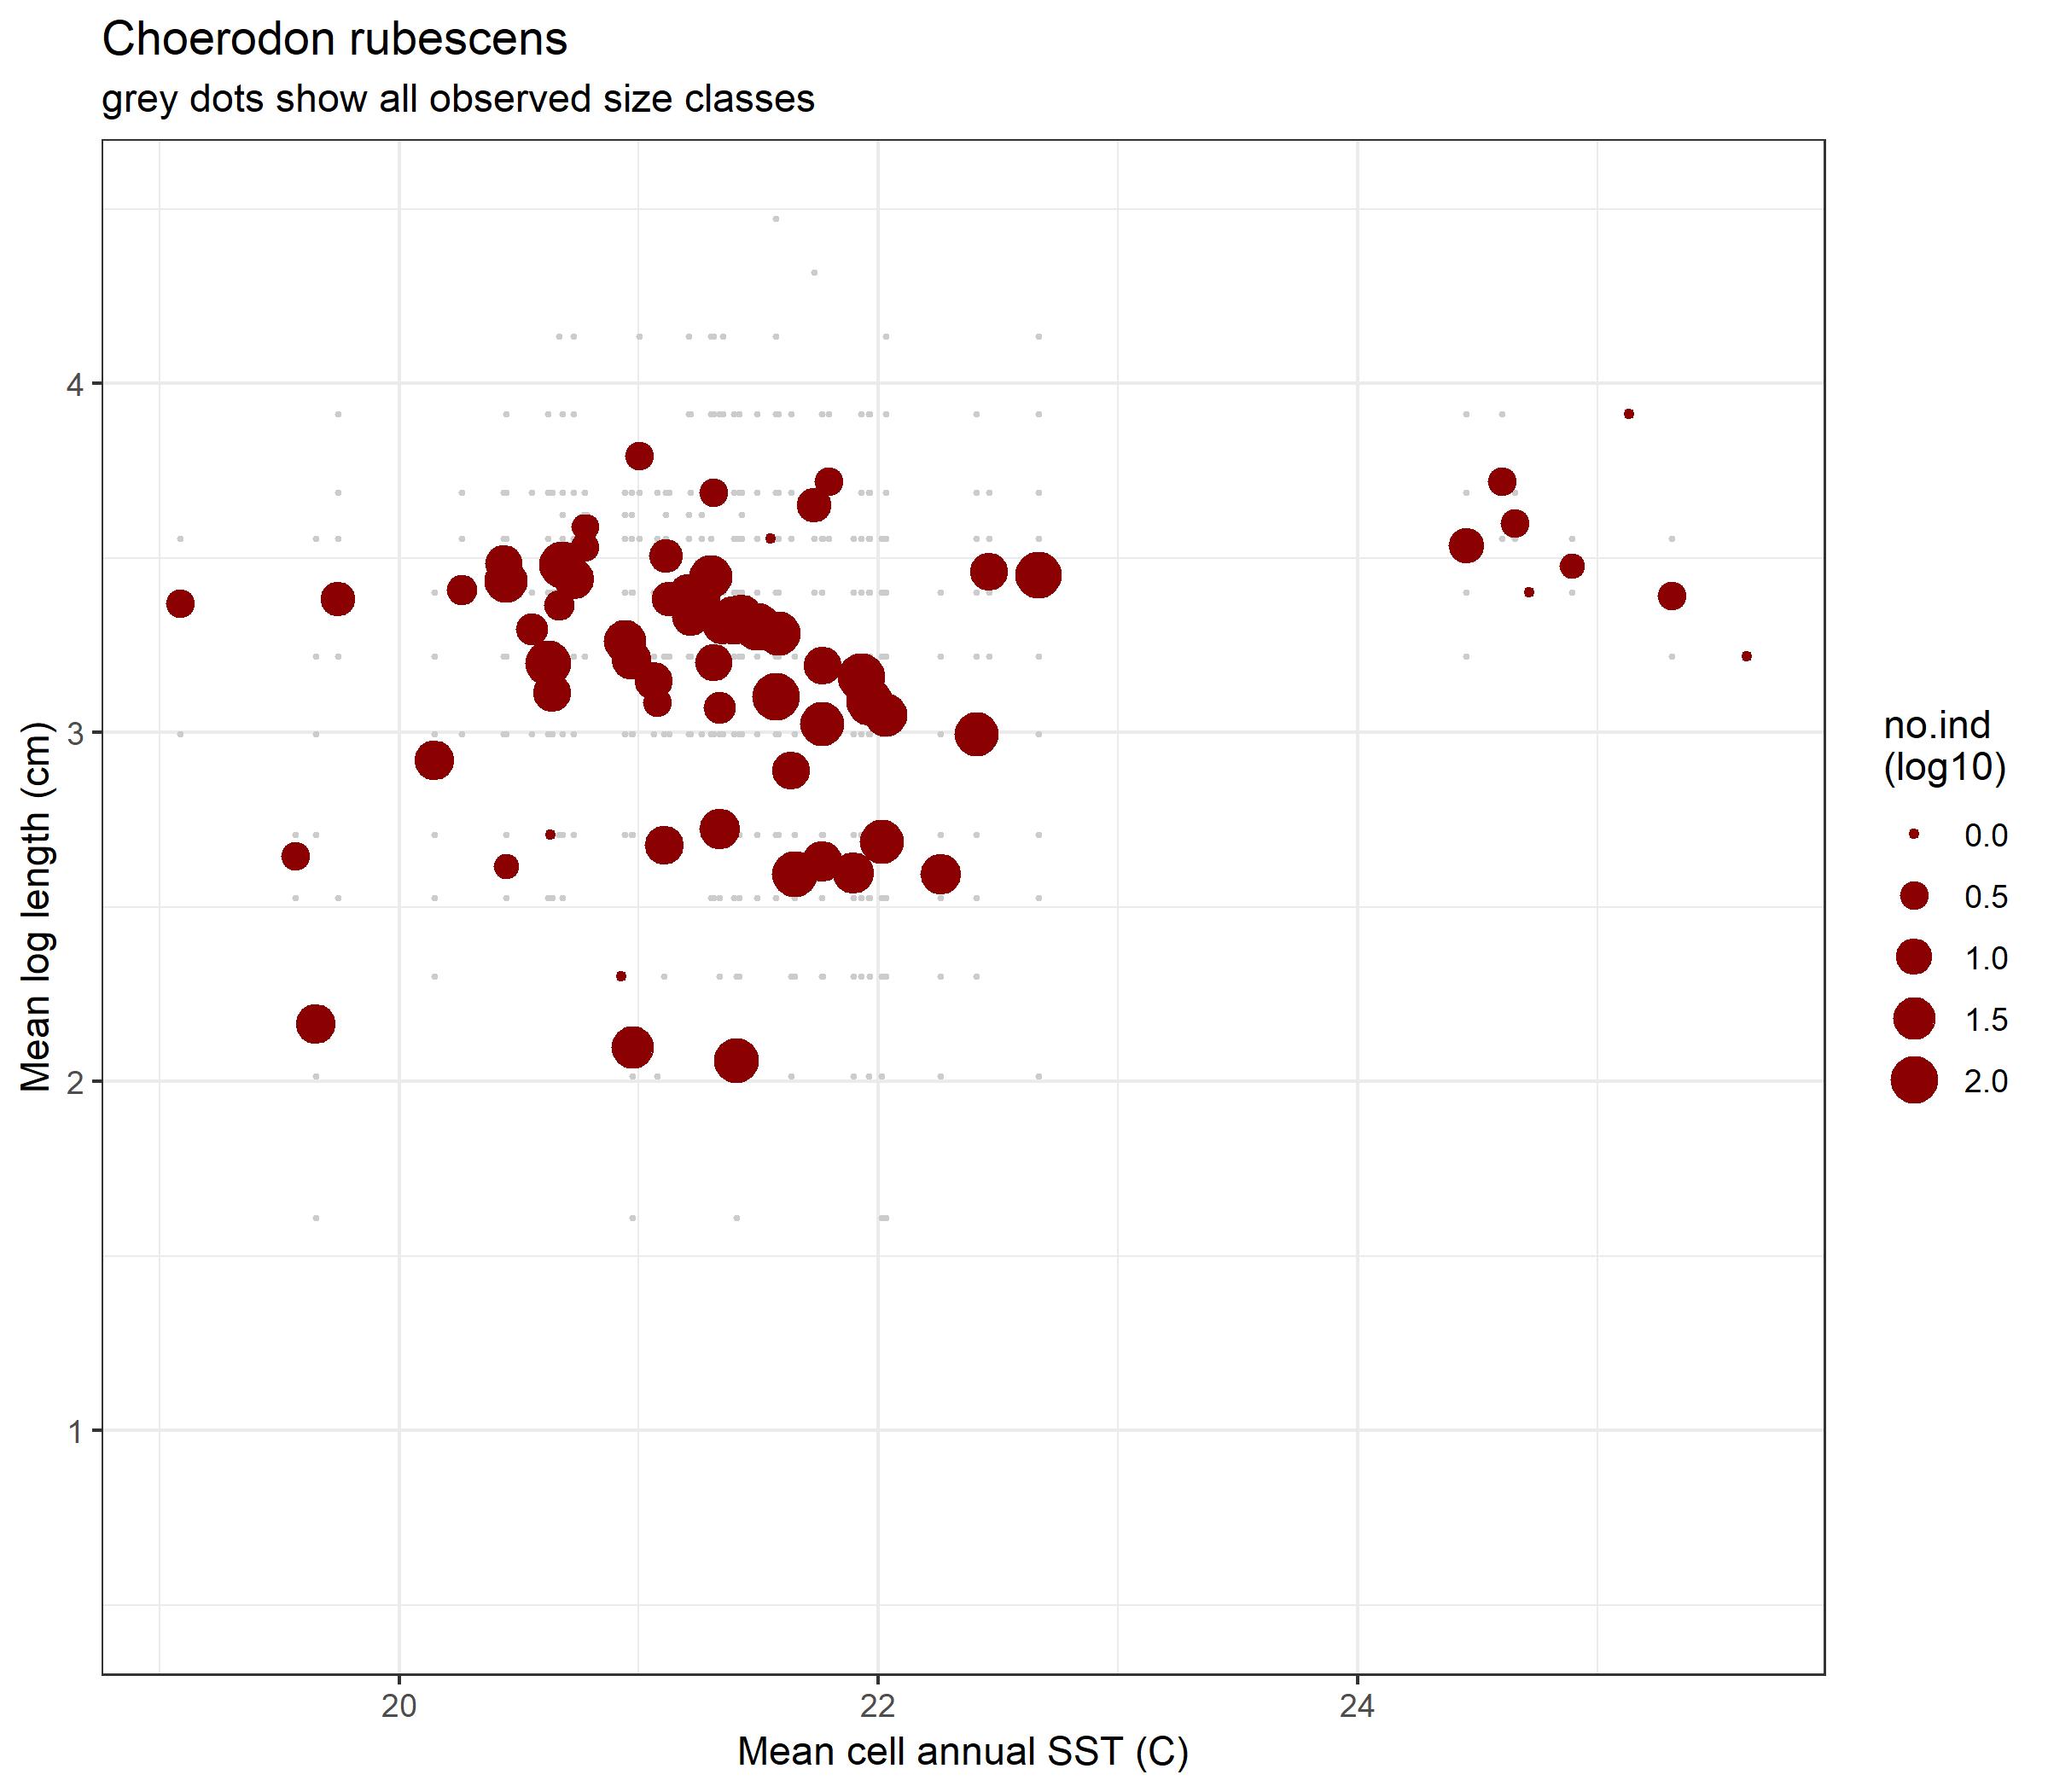 Choerodon rubescens
grey dots show all observed size classes
Mean log length (cm)
4
3
2
1
20
22
24
Mean cell annual SST (C)
no.ind
(log10)
0.0
0.5
1.0
1.5
2.0